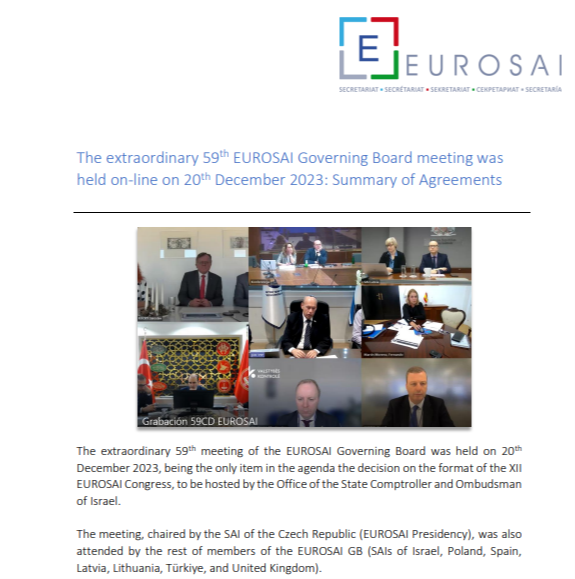 E EUROSAI
SECRETARIAT • SECRÉTARIAT • SEKRETARIAT • СЕКРЕТАРИАТ • SECRETARÍA
The extraordinary 59th EUROSAI Governing Board meeting was
held on-line on 20th December 2023: Summary of Agreements
VALSTYBĖS
KONTROLĖ
Grabación 59CD EUROSAI
The extraordinary 59th meeting of the EUROSAI Governing Board was held on 20th
December 2023, being the only item in the agenda the decision on the format of the XII
EUROSAI Congress, to be hosted by the Office of the State Comptroller and Ombudsman
of Israel.
The meeting, chaired by the SAI of the Czech Republic (EUROSAI Presidency), was also
attended by the rest of members of the EUROSAI GB (SAIs of Israel, Poland, Spain,
Latvia, Lithuania, Türkiye, and United Kingdom).